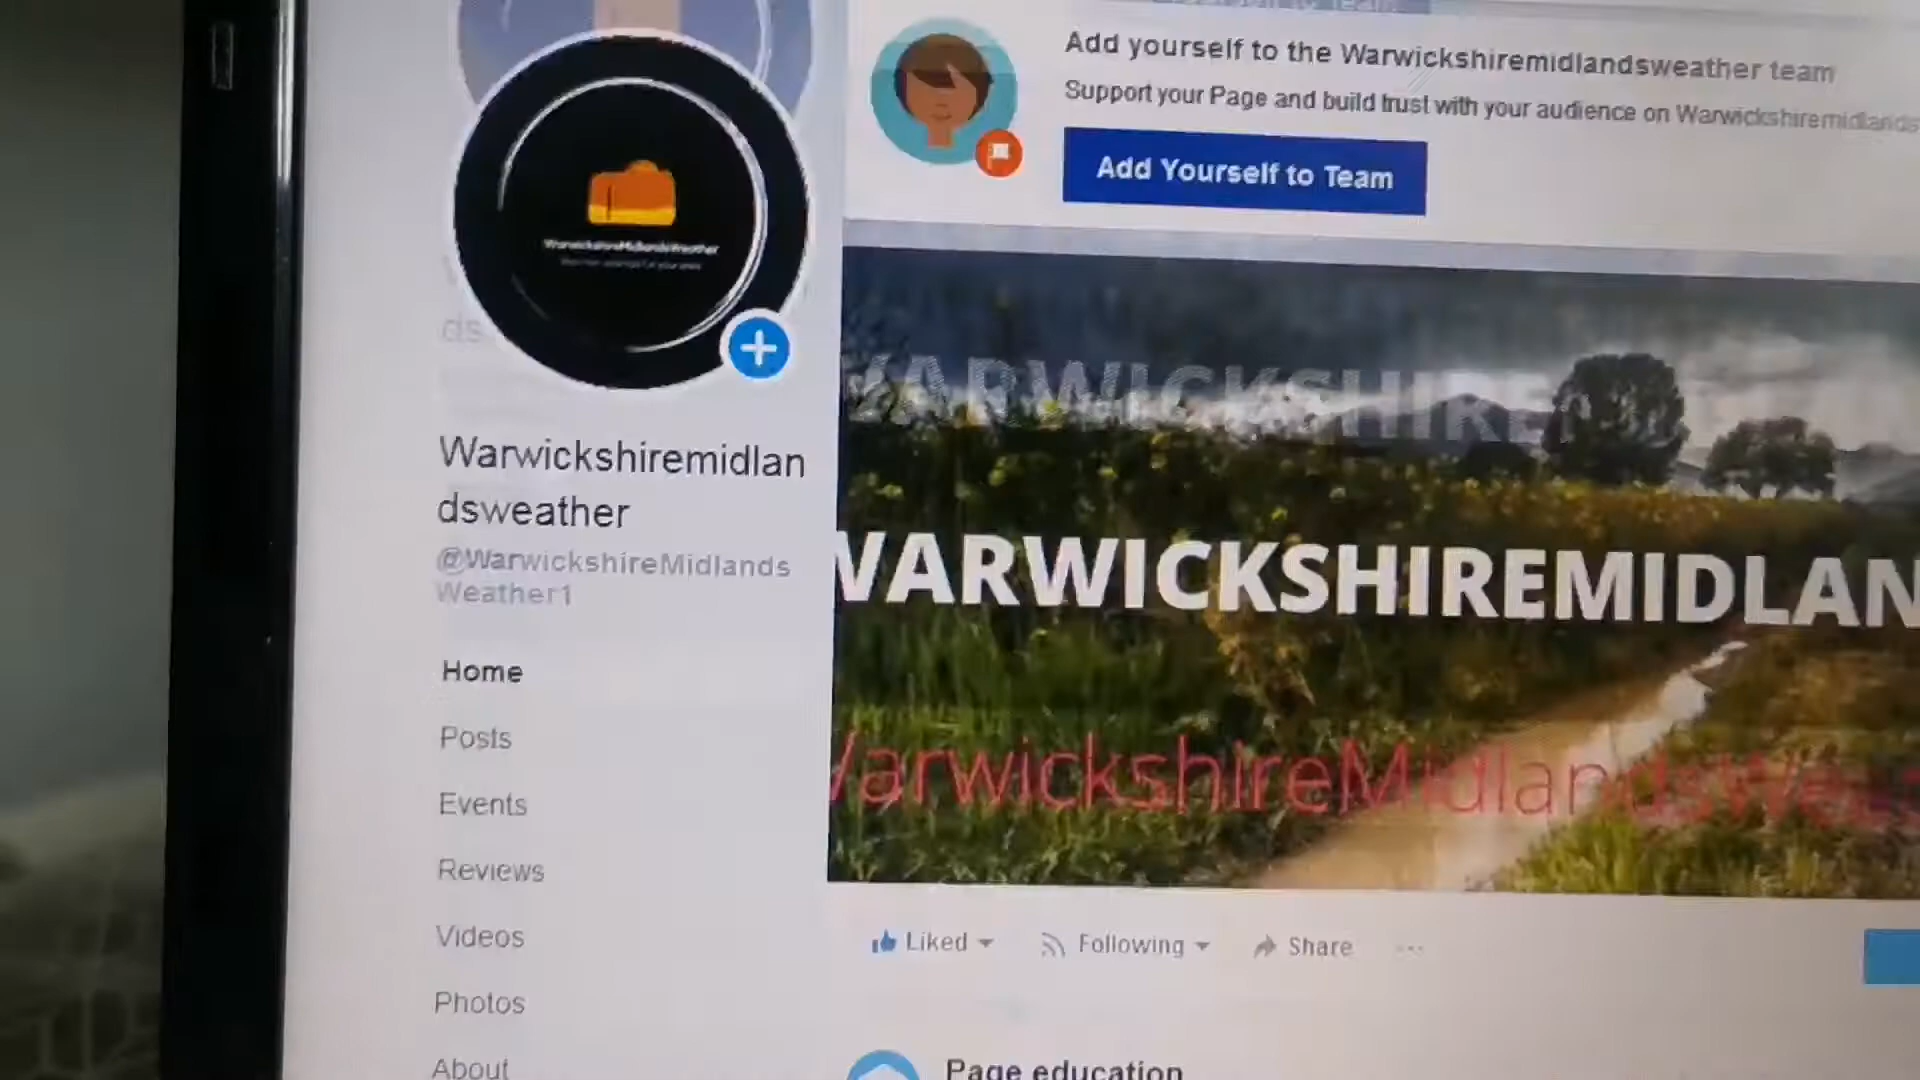 Add yourself to the Warwickshiremidlandsweather team
Support your Page and build trust with your audience on Warwickshiremidlands
Add Yourself to Team
WarwickshireMidlandsWeather
Warwickshiremidlan
dsweather
@WarwickshireMidlands
Weather1
WARWICKSHIRE
WARWICKSHIREMIDLAN
WarwickshireMidlandsWea
Home
Posts
Events
Reviews
Videos
Photos
About
Liked
Following
Share
Page education